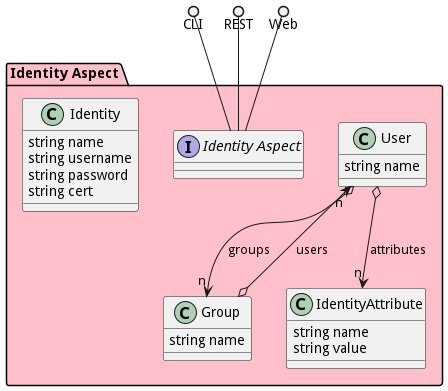 CLI
REST
Web
Identity Aspect
C Identity
string name
string username
string password
string cert
I Identity Aspect
C User
string name
n
groups
users
attributes
n
n
C Group
string name
C IdentityAttribute
string name
string value